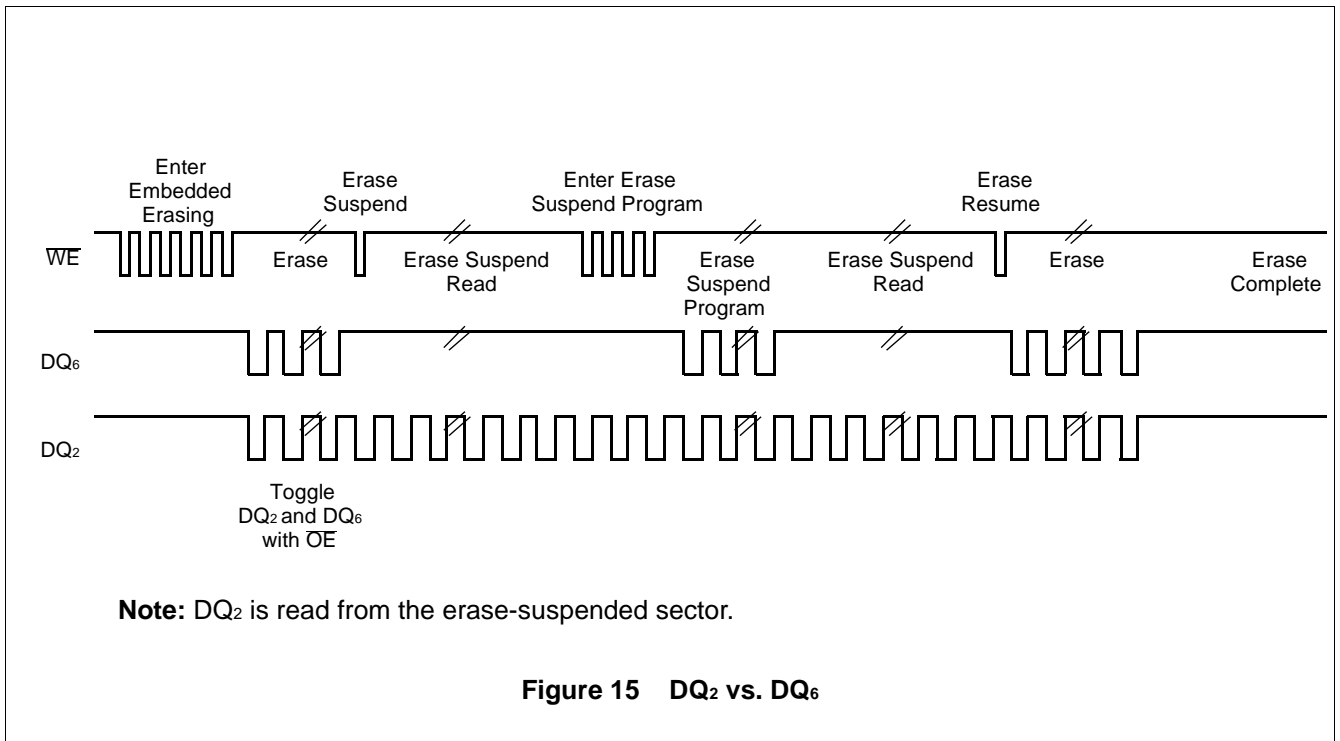 Enter
Embedded
Erasing
Erase
Suspend
Enter Erase
Suspend Program
Erase
Resume
W̅E̅
Erase
Erase Suspend
Read
Erase
Suspend
Program
Erase Suspend
Read
Erase
Erase
Complete
DQ₆
DQ₂
Toggle
DQ₂ and DQ₆
with O̅E̅
Note: DQ₂ is read from the erase-suspended sector.
Figure 15 DQ₂ vs. DQ₆